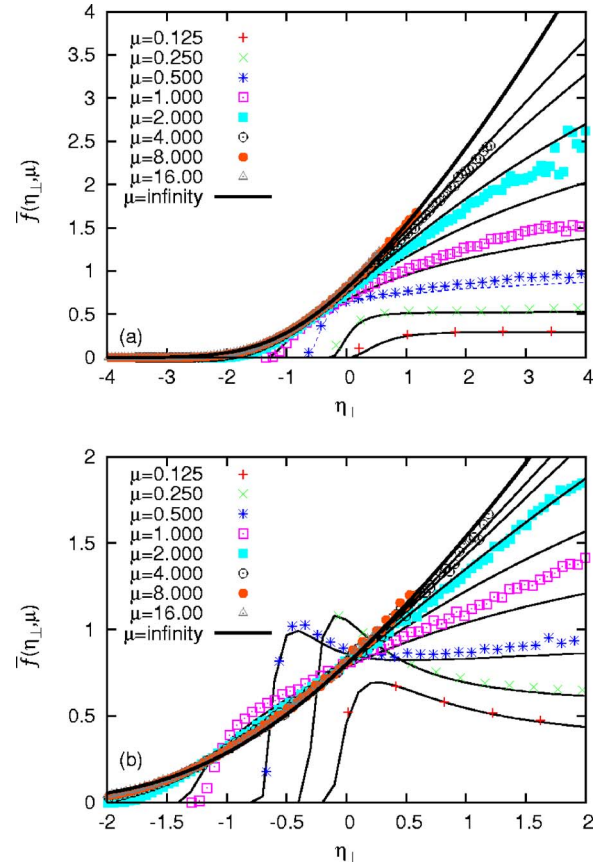 4
3.5
3
2.5
2
1.5
1
0.5
0
f̄(η⊥,μ)
μ=0.125
μ=0.250
μ=0.500
μ=1.000
μ=2.000
μ=4.000
μ=8.000
μ=16.00
μ=infinity
(a)
-4 -3 -2 -1 0 1 2 3 4
η⊥
2
1.5
1
0.5
0
f̄(η⊥,μ)
μ=0.125
μ=0.250
μ=0.500
μ=1.000
μ=2.000
μ=4.000
μ=8.000
μ=16.00
μ=infinity
(b)
-2 -1.5 -1 -0.5 0 0.5 1 1.5 2
η⊥